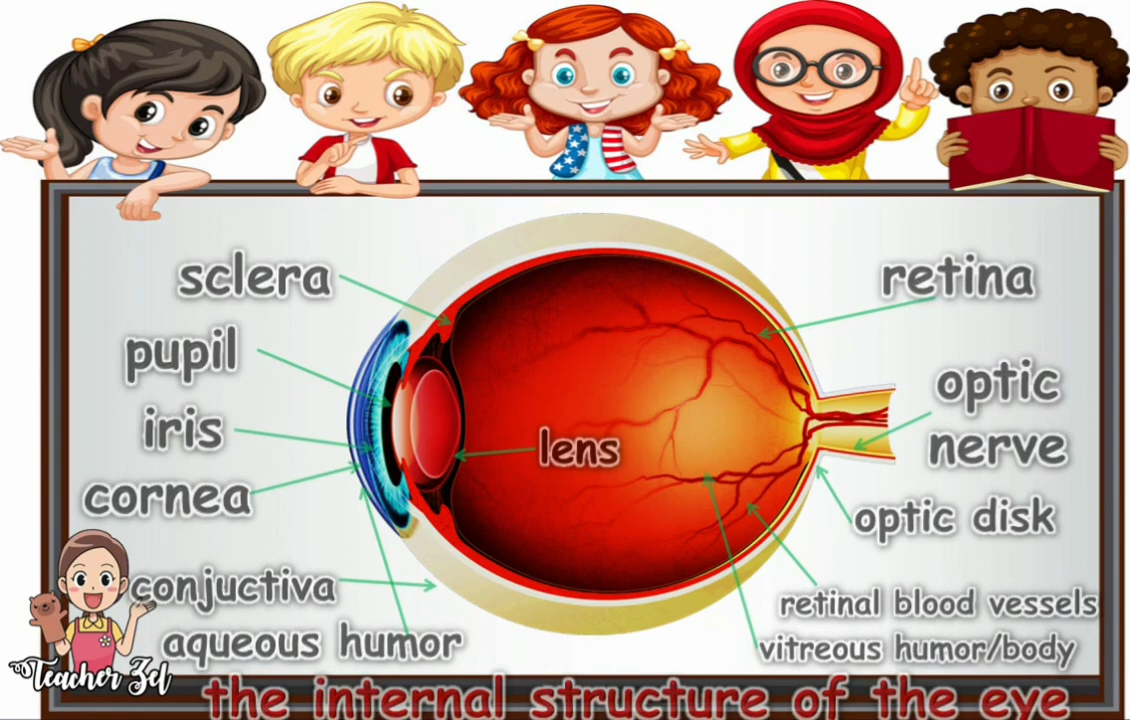 sclera
retina
pupil
optic
nerve
iris
lens
cornea
optic disk
conjuctiva
retinal blood vessels
aqueous humor
vitreous humor/body
Teacher Zel
the internal structure of the eye